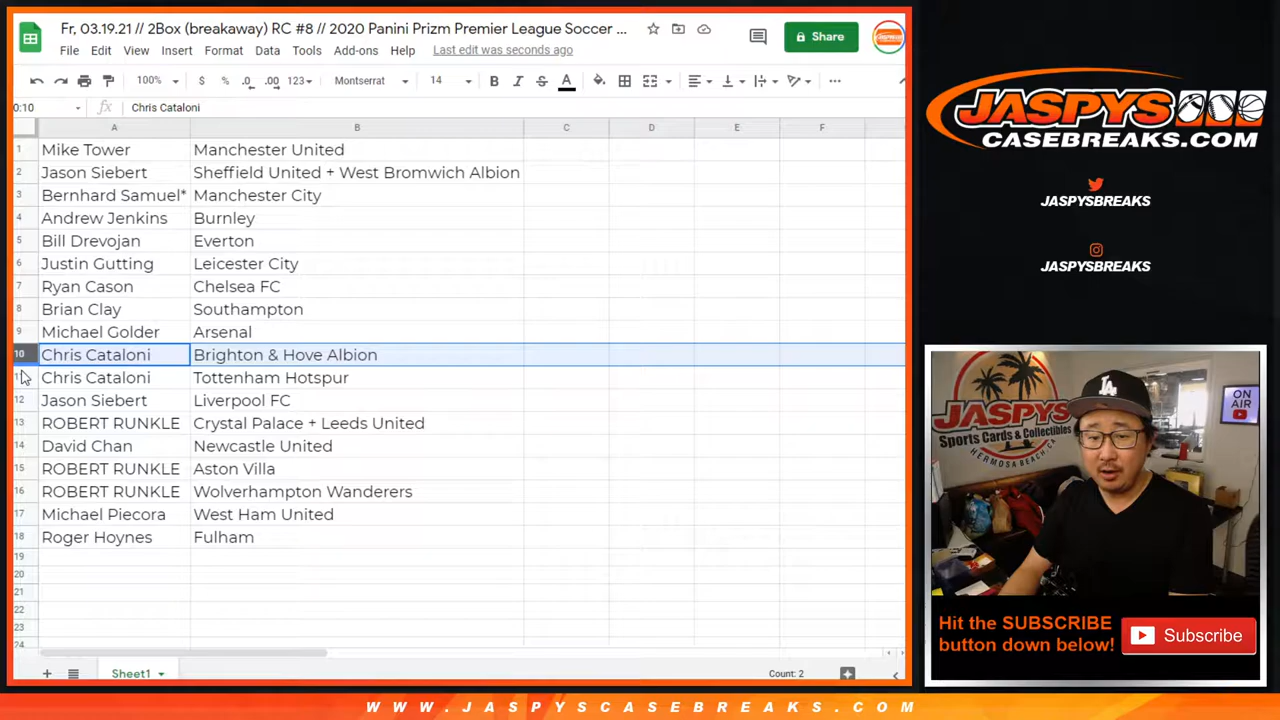 Fr, 03.19.21 // 2Box (breakaway) RC #8 // 2020 Panini Prizm Premier League Soccer ...
Share
File Edit View Insert Format Data Tools Add-ons Help Last edit was seconds ago
100% $ % .0 .00 123 Montserrat 14 B I S A ...
0:10 fx Chris Cataloni
A B C D E F
1 Mike Tower Manchester United
2 Jason Siebert Sheffield United + West Bromwich Albion
3 Bernhard Samuel* Manchester City
4 Andrew Jenkins Burnley
5 Bill Drevojan Everton
6 Justin Gutting Leicester City
7 Ryan Cason Chelsea FC
8 Brian Clay Southampton
9 Michael Golder Arsenal
10 Chris Cataloni Brighton & Hove Albion
Chris Cataloni Tottenham Hotspur
12 Jason Siebert Liverpool FC
13 ROBERT RUNKLE Crystal Palace + Leeds United
14 David Chan Newcastle United
15 ROBERT RUNKLE Aston Villa
16 ROBERT RUNKLE Wolverhampton Wanderers
17 Michael Piecora West Ham United
18 Roger Hoynes Fulham
19
20
21
22
23
24
Sheet1 Count: 2
JASPYS
CASEBREAKS.COM
JASPYSBREAKS
JASPYSBREAKS
JASPYS
Sports Cards & Collectibles
HERMOSA BEACH, CA
LA
ON AIR
Hit the SUBSCRIBE
button down below!
Subscribe
WWW.JASPYSCASEBREAKS.COM